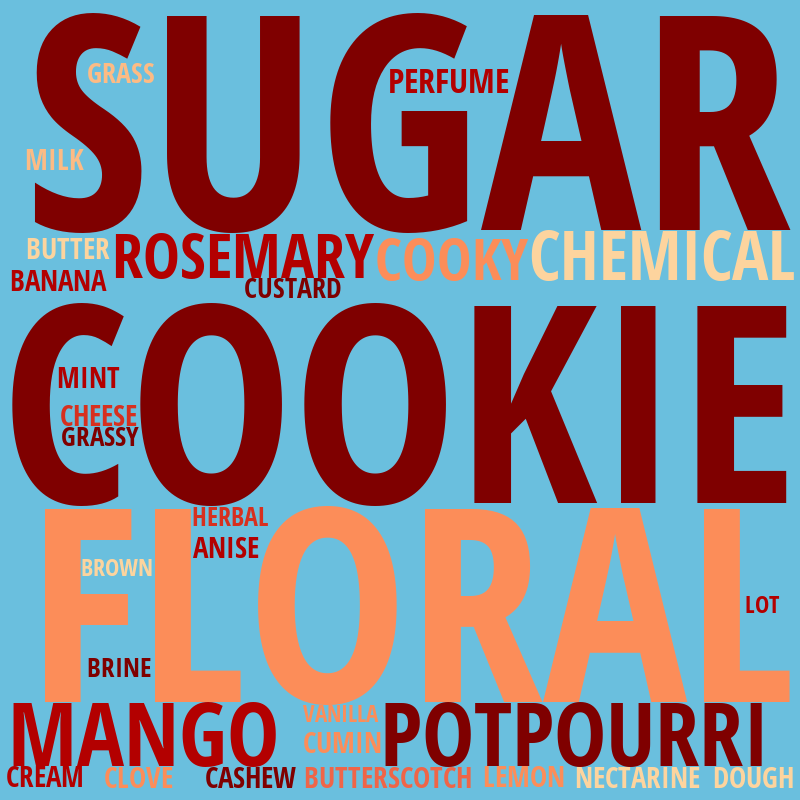 SUGAR
GRASS
PERFUME
MILK
BUTTER
ROSEMARY
COOKY
CHEMICAL
BANANA
CUSTARD
COOKIE
MINT
CHEESE
GRASSY
FLORAL
HERBAL
ANISE
BROWN
LOT
BRINE
MANGO
VANILLA
POTPOURRI
CUMIN
CREAM
CLOVE
CASHEW
BUTTERSCOTCH
LEMON
NECTARINE
DOUGH